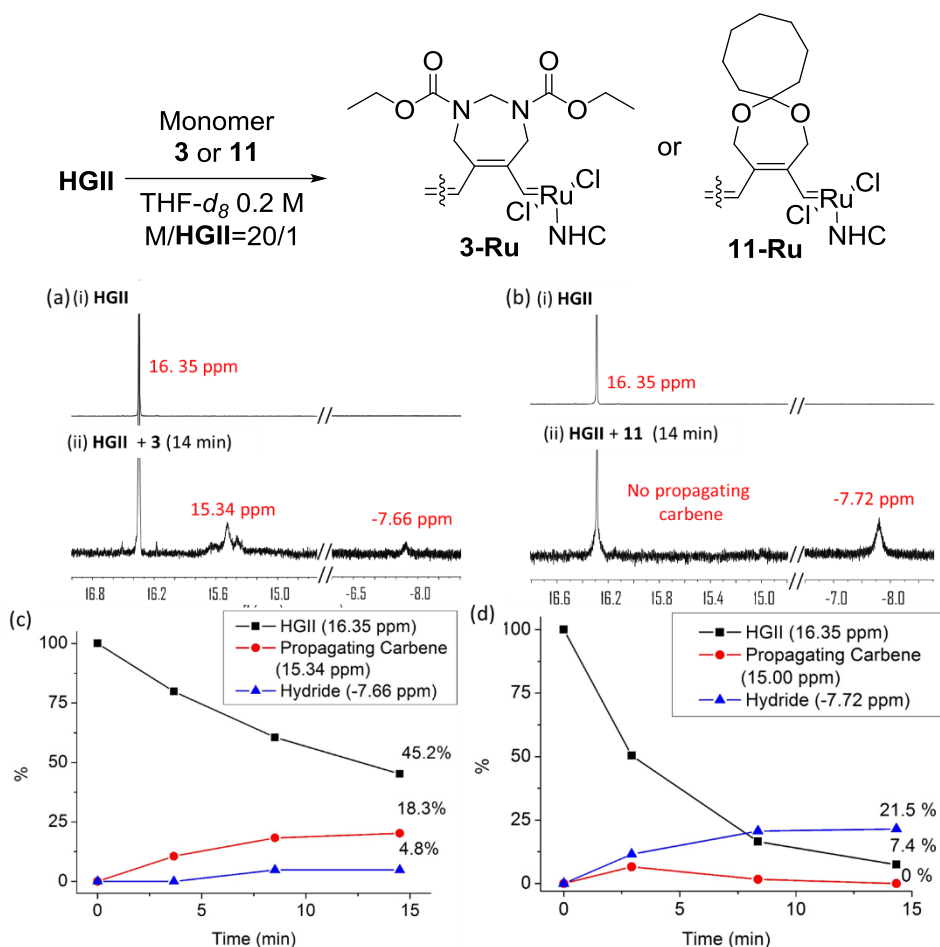 HGII
Monomer
3 or 11
THF-d8 0.2 M
M/HGII=20/1
O O
O N N O
Cl
Ru
Cl
NHC
3-Ru
or
O O
Cl
Ru
Cl
NHC
11-Ru
(a) (i) HGII
16. 35 ppm
//
(ii) HGII + 3 (14 min)
15.34 ppm
-7.66 ppm
//
16.8 16.2 15.6 15.0 -6.6 -8.0
(b) (i) HGII
16. 35 ppm
//
(ii) HGII + 11 (14 min)
No propagating
carbene
-7.72 ppm
//
16.6 16.2 15.8 15.4 15.0 -7.0 -8.0
(c)
HGII (16.35 ppm)
Propagating Carbene
(15.34 ppm)
Hydride (-7.66 ppm)
100
75
50
25
0
%
45.2%
18.3%
4.8%
0 5 10 15
Time (min)
(d)
HGII (16.35 ppm)
Propagating Carbene
(15.00 ppm)
Hydride (-7.72 ppm)
100
75
50
25
0
%
21.5 %
7.4 %
0 %
0 5 10 15
Time (min)